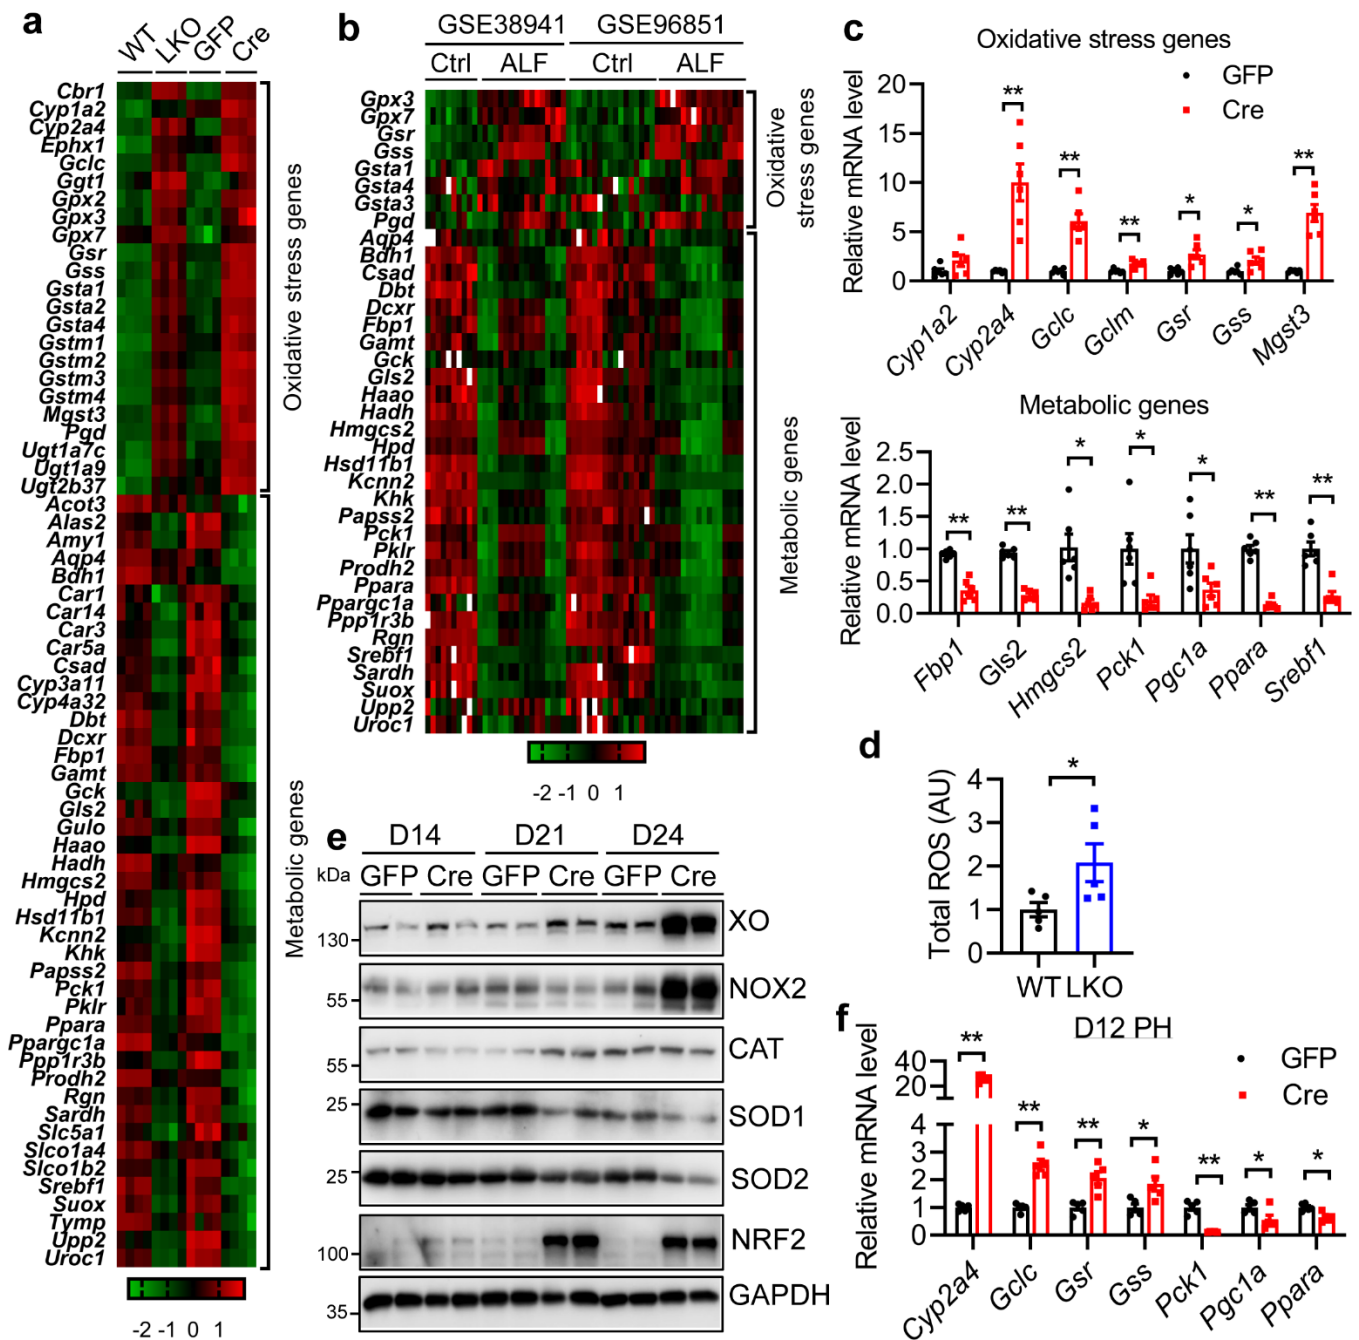 a
WT LKO GFP Cre
Cbr1
Cyp1a2
Cyp2a4
Ephx1
Gclc
Ggt1
Gpx2
Gpx3
Gpx7
Gsr
Gss
Gsta1
Gsta2
Gsta4
Gstm1
Gstm2
Gstm3
Gstm4
Mgst3
Pgd
Ugt1a7c
Ugt1a9
Ugt2b37
Acot3
Alas2
Amy1
Aqp4
Bdh1
Car1
Car14
Car3
Car5a
Csad
Cyp3a11
Cyp4a32
Dbt
Dcxr
Fbp1
Gamt
Gck
Gls2
Gulo
Haao
Hadh
Hmgcs2
Hpd
Hsd11b1
Kcnn2
Khk
Papss2
Pck1
Pklr
Ppara
Ppargc1a
Ppp1r3b
Prodh2
Rgn
Sardh
Slc5a1
Slco1a4
Slco1b2
Srebf1
Suox
Tymp
Upp2
Uroc1
Oxidative stress genes
Metabolic genes
-2 -1 0 1
b
GSE38941 GSE96851
Ctrl ALF Ctrl ALF
Gpx3
Gpx7
Gsr
Gss
Gsta1
Gsta4
Gsta3
Pgd
Aqp4
Bdh1
Csad
Dbt
Dcxr
Fbp1
Gamt
Gck
Gls2
Haao
Hadh
Hmgcs2
Hpd
Hsd11b1
Kcnn2
Khk
Papss2
Pck1
Pklr
Prodh2
Ppara
Ppargc1a
Ppp1r3b
Rgn
Srebf1
Sardh
Suox
Upp2
Uroc1
Oxidative
stress genes
Metabolic genes
-2 -1 0 1
c
Oxidative stress genes
GFP
Cre
Relative mRNA level
20
15
10
5
0
** ** ** * * **
Cyp1a2 Cyp2a4 Gclc Gclm Gsr Gss Mgst3
Metabolic genes
Relative mRNA level
2.5
2.0
1.5
1.0
0.5
0.0
** ** * * * ** **
Fbp1 Gls2 Hmgcs2 Pck1 Pgc1a Ppara Srebf1
d
Total ROS (AU)
4
3
2
1
0
*
WT LKO
e
D14 D21 D24
kDa GFP Cre GFP Cre GFP Cre
130 XO
55 NOX2
55 CAT
25 SOD1
25 SOD2
100 NRF2
35 GAPDH
f
D12 PH
GFP
Cre
Relative mRNA level
40
20
4
3
2
1
0
** ** ** * ** * *
Cyp2a4 Gclc Gsr Gss Pck1 Pgc1a Ppara